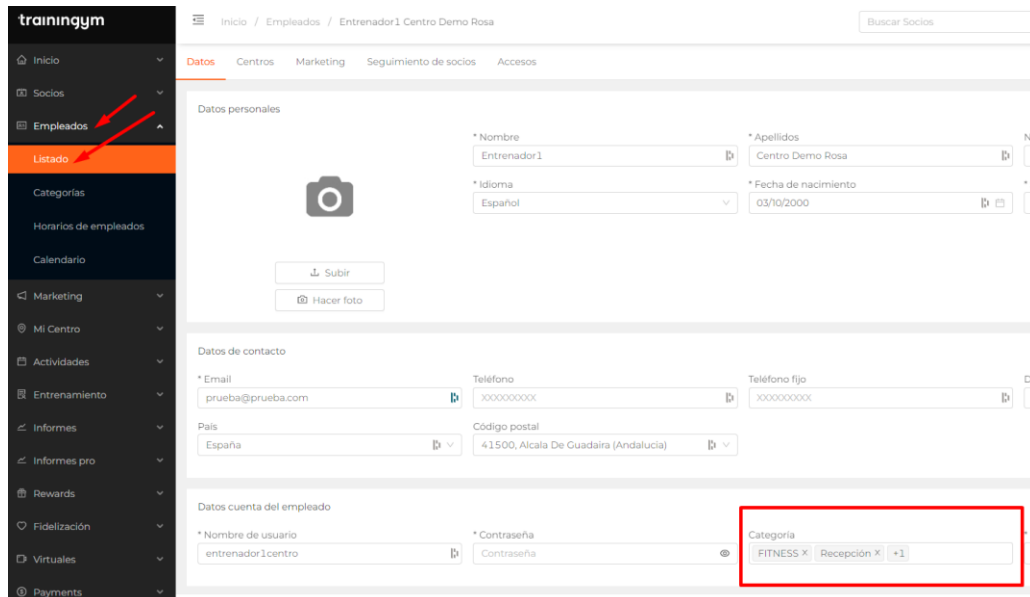 trainingym
Inicio / Empleados / Entrenador1 Centro Demo Rosa
Buscar Socios
Inicio
Socios
Empleados
Listado
Categorías
Horarios de empleados
Calendario
Marketing
Mi Centro
Actividades
Entrenamiento
Informes
Informes pro
Rewards
Fidelización
Virtuales
Payments
Datos Centros Marketing Seguimiento de socios Accesos
Datos personales
* Nombre * Apellidos N
Entrenador1 Centro Demo Rosa
* Idioma * Fecha de nacimiento *
Español 03/10/2000
Subir
Hacer foto
Datos de contacto
* Email Teléfono Teléfono fijo D
prueba@prueba.com XXXXXXXXX XXXXXXXXX
País Código postal
España 41500, Alcala De Guadaira (Andalucia)
Datos cuenta del empleado
* Nombre de usuario * Contraseña Categoría *
entrenador1centro Contraseña FITNESS × Recepción × +1